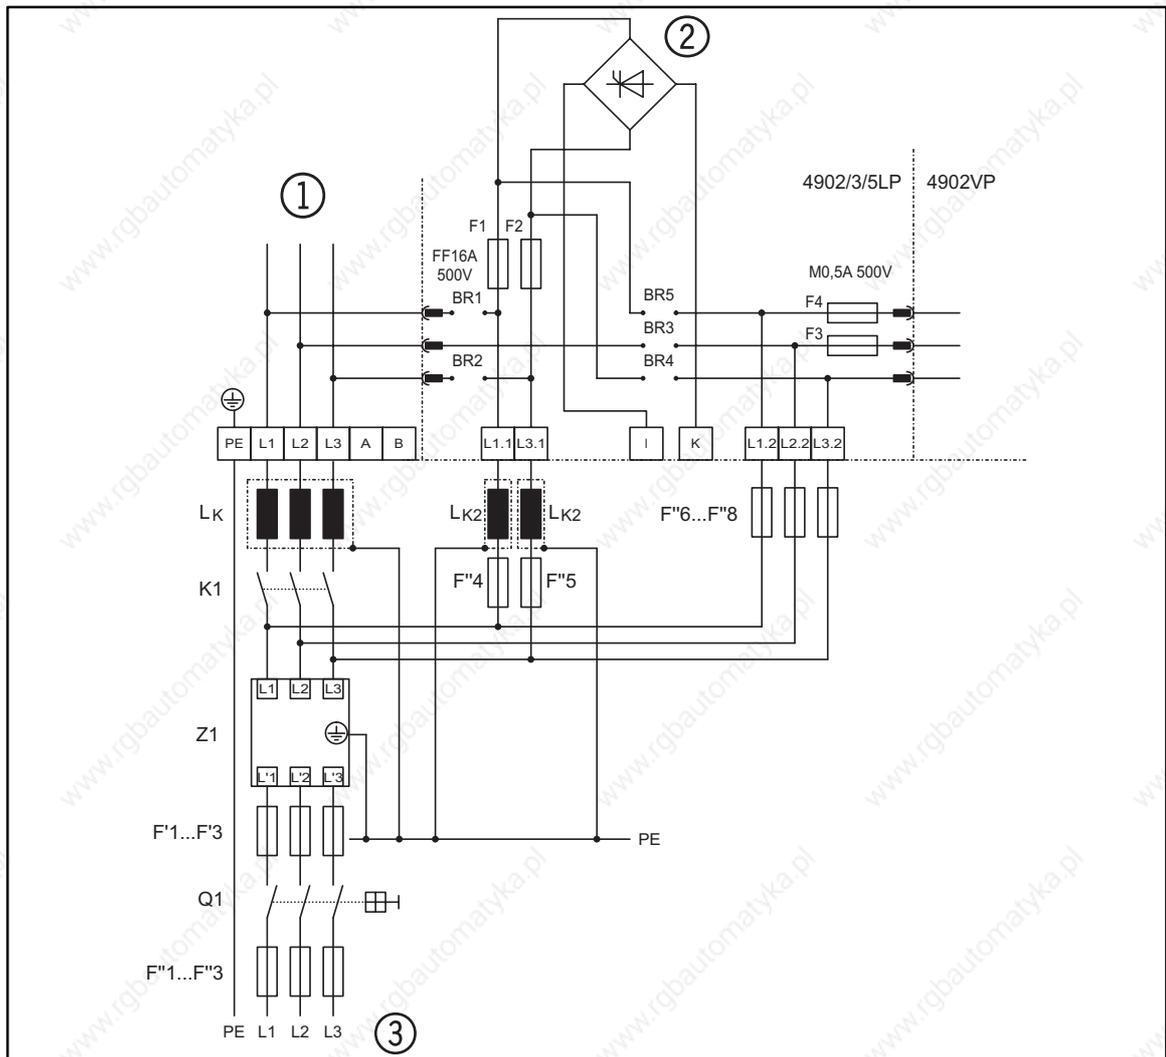 2
1
4902/3/5LP 4902VP
F1 F2
FF16A
500V
M0,5A 500V
BR1
BR5
F4
BR3
F3
BR2
BR4
PE L1 L2 L3 A B L1.1 L3.1 I K L1.2 L2.2 L3.2
LK
LK2
LK2
F"6...F"8
K1
F"4
F"5
L1 L2 L3
Z1
L'1 L'2 L'3
F'1...F'3
PE
Q1
F"1...F"3
PE L1 L2 L3
3
www.rgbautomatyka.pl